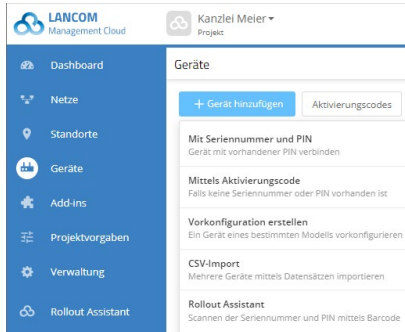 LANCOM
Management Cloud
Kanzlei Meier
Projekt
Dashboard
Netze
Standorte
Geräte
Add-ins
Projektvorgaben
Verwaltung
Rollout Assistant
Geräte
+ Gerät hinzufügen
Aktivierungscodes
Mit Seriennummer und PIN
Gerät mit vorhandener PIN verbinden
Mittels Aktivierungscode
Falls keine Seriennummer oder PIN vorhanden ist
Vorkonfiguration erstellen
Ein Gerät eines bestimmten Modells vorkonfigurieren
CSV-Import
Mehrere Geräte mittels Datensätzen importieren
Rollout Assistant
Scannen der Seriennummer und PIN mittels Barcode